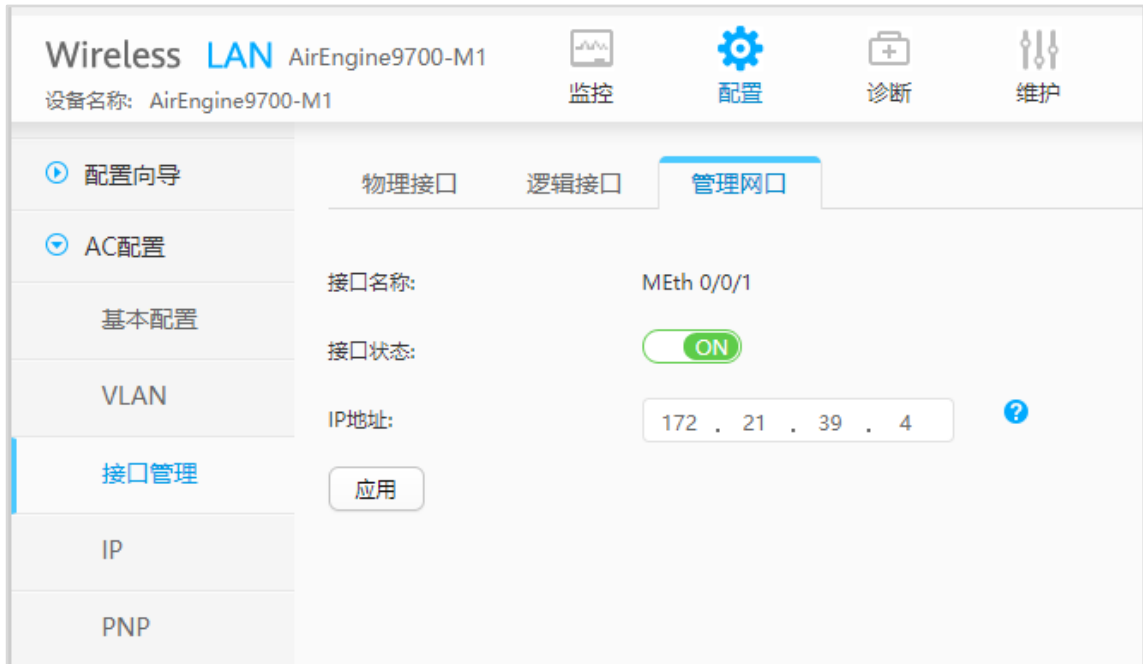 Wireless LAN AirEngine9700-M1
设备名称: AirEngine9700-M1
监控
配置
诊断
维护
配置向导
AC配置
基本配置
VLAN
接口管理
IP
PNP
物理接口
逻辑接口
管理网口
接口名称: MEth 0/0/1
接口状态: ON
IP地址: 172 . 21 . 39 . 4 ?
应用